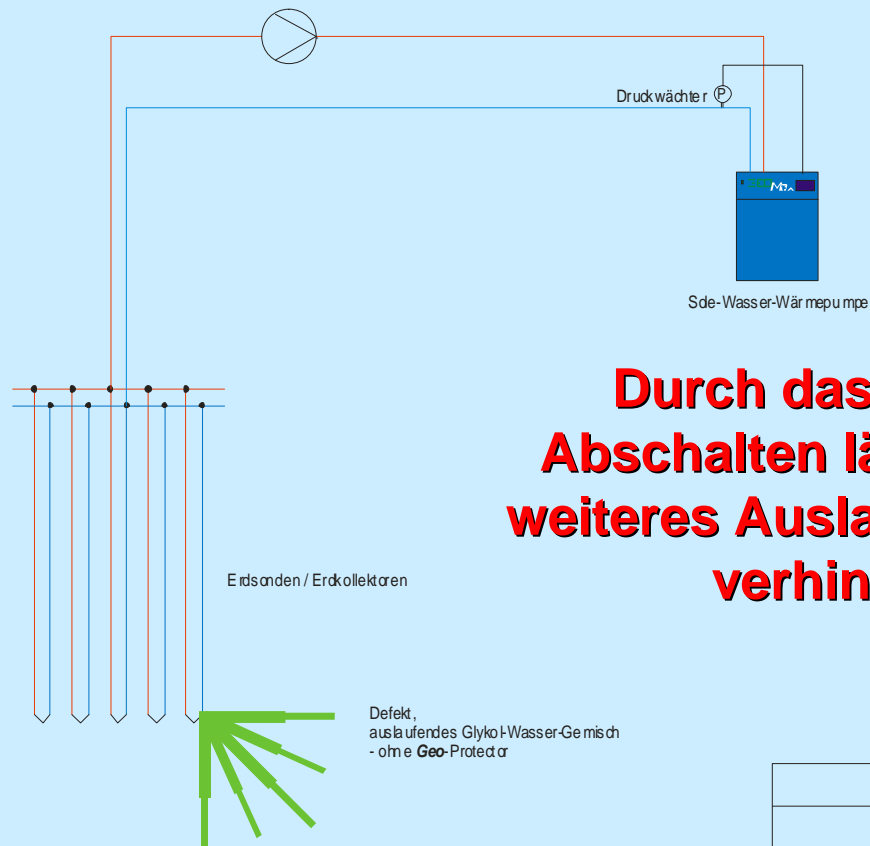 Druckwächter P
Sole-Wasser-Wärmepumpe
Durch das
Abschalten lä
weiteres Ausla
verhin
Erdsonden / Erdkollektoren
Defekt,
auslaufendes Glykol-Wasser-Gemisch
- ohne Geo-Protector